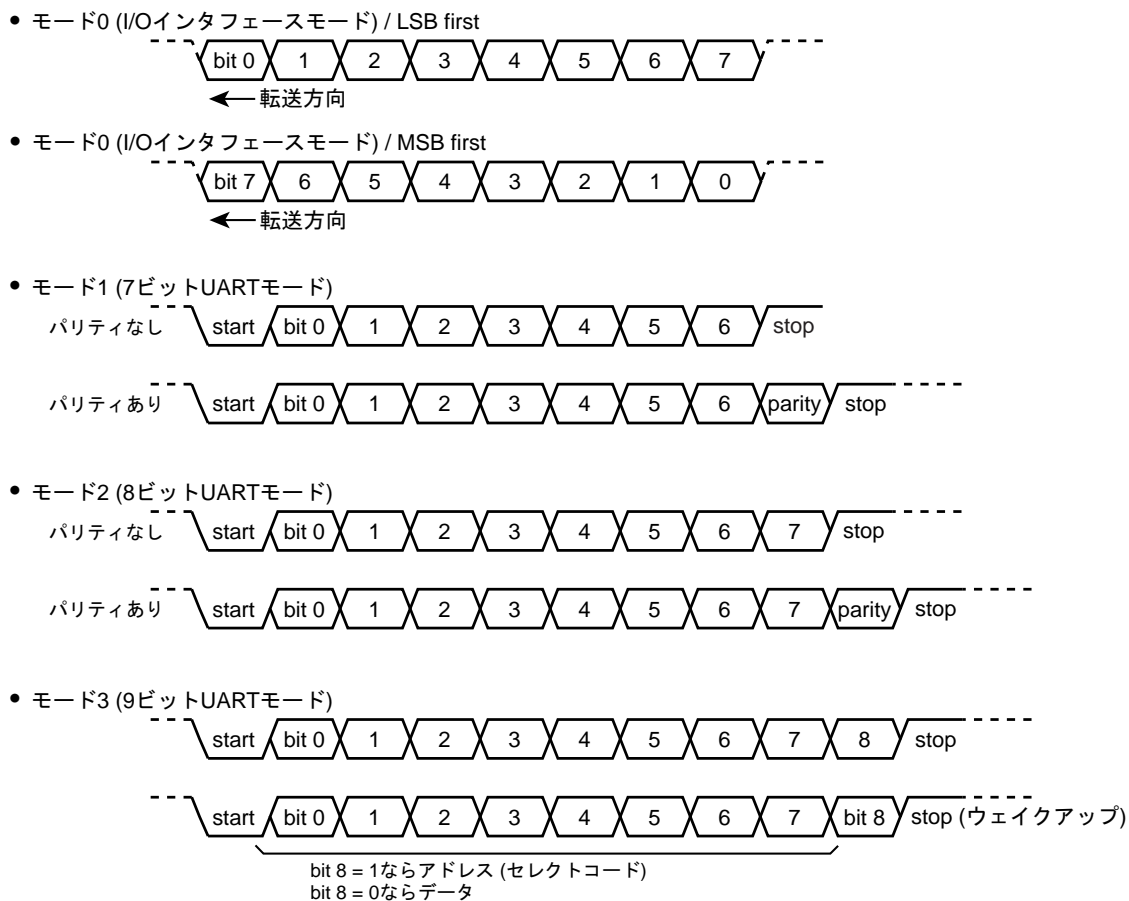 ● モード0 (I/Oインタフェースモード) / LSB first
bit 0 1 2 3 4 5 6 7
転送方向
● モード0 (I/Oインタフェースモード) / MSB first
bit 7 6 5 4 3 2 1 0
転送方向
● モード1 (7ビットUARTモード)
パリティなし start bit 0 1 2 3 4 5 6 stop
パリティあり start bit 0 1 2 3 4 5 6 parity stop
● モード2 (8ビットUARTモード)
パリティなし start bit 0 1 2 3 4 5 6 7 stop
パリティあり start bit 0 1 2 3 4 5 6 7 parity stop
● モード3 (9ビットUARTモード)
start bit 0 1 2 3 4 5 6 7 8 stop
start bit 0 1 2 3 4 5 6 7 bit 8 stop (ウェイクアップ)
bit 8 = 1ならアドレス (セレクトコード)
bit 8 = 0ならデータ